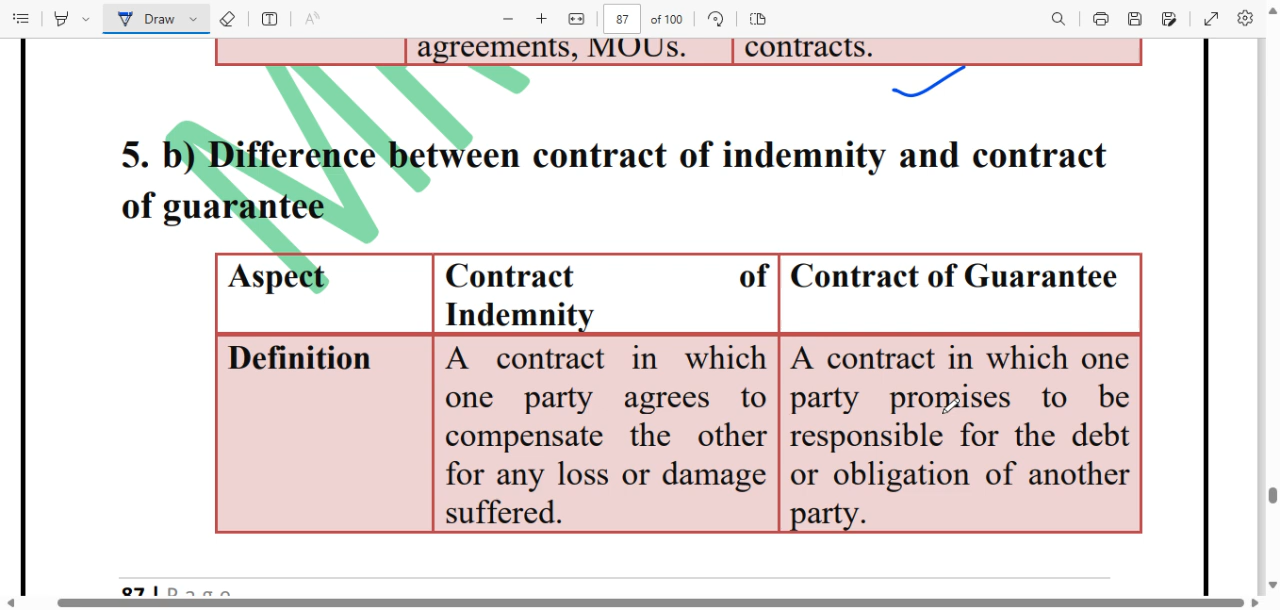 Draw
87 of 100
agreements, MOUs. contracts.
5. b) Difference between contract of indemnity and contract
of guarantee
Aspect
Contract of
Indemnity
Contract of Guarantee
Definition
A contract in which
one party agrees to
compensate the other
for any loss or damage
suffered.
A contract in which one
party promises to be
responsible for the debt
or obligation of another
party.
87 | Page